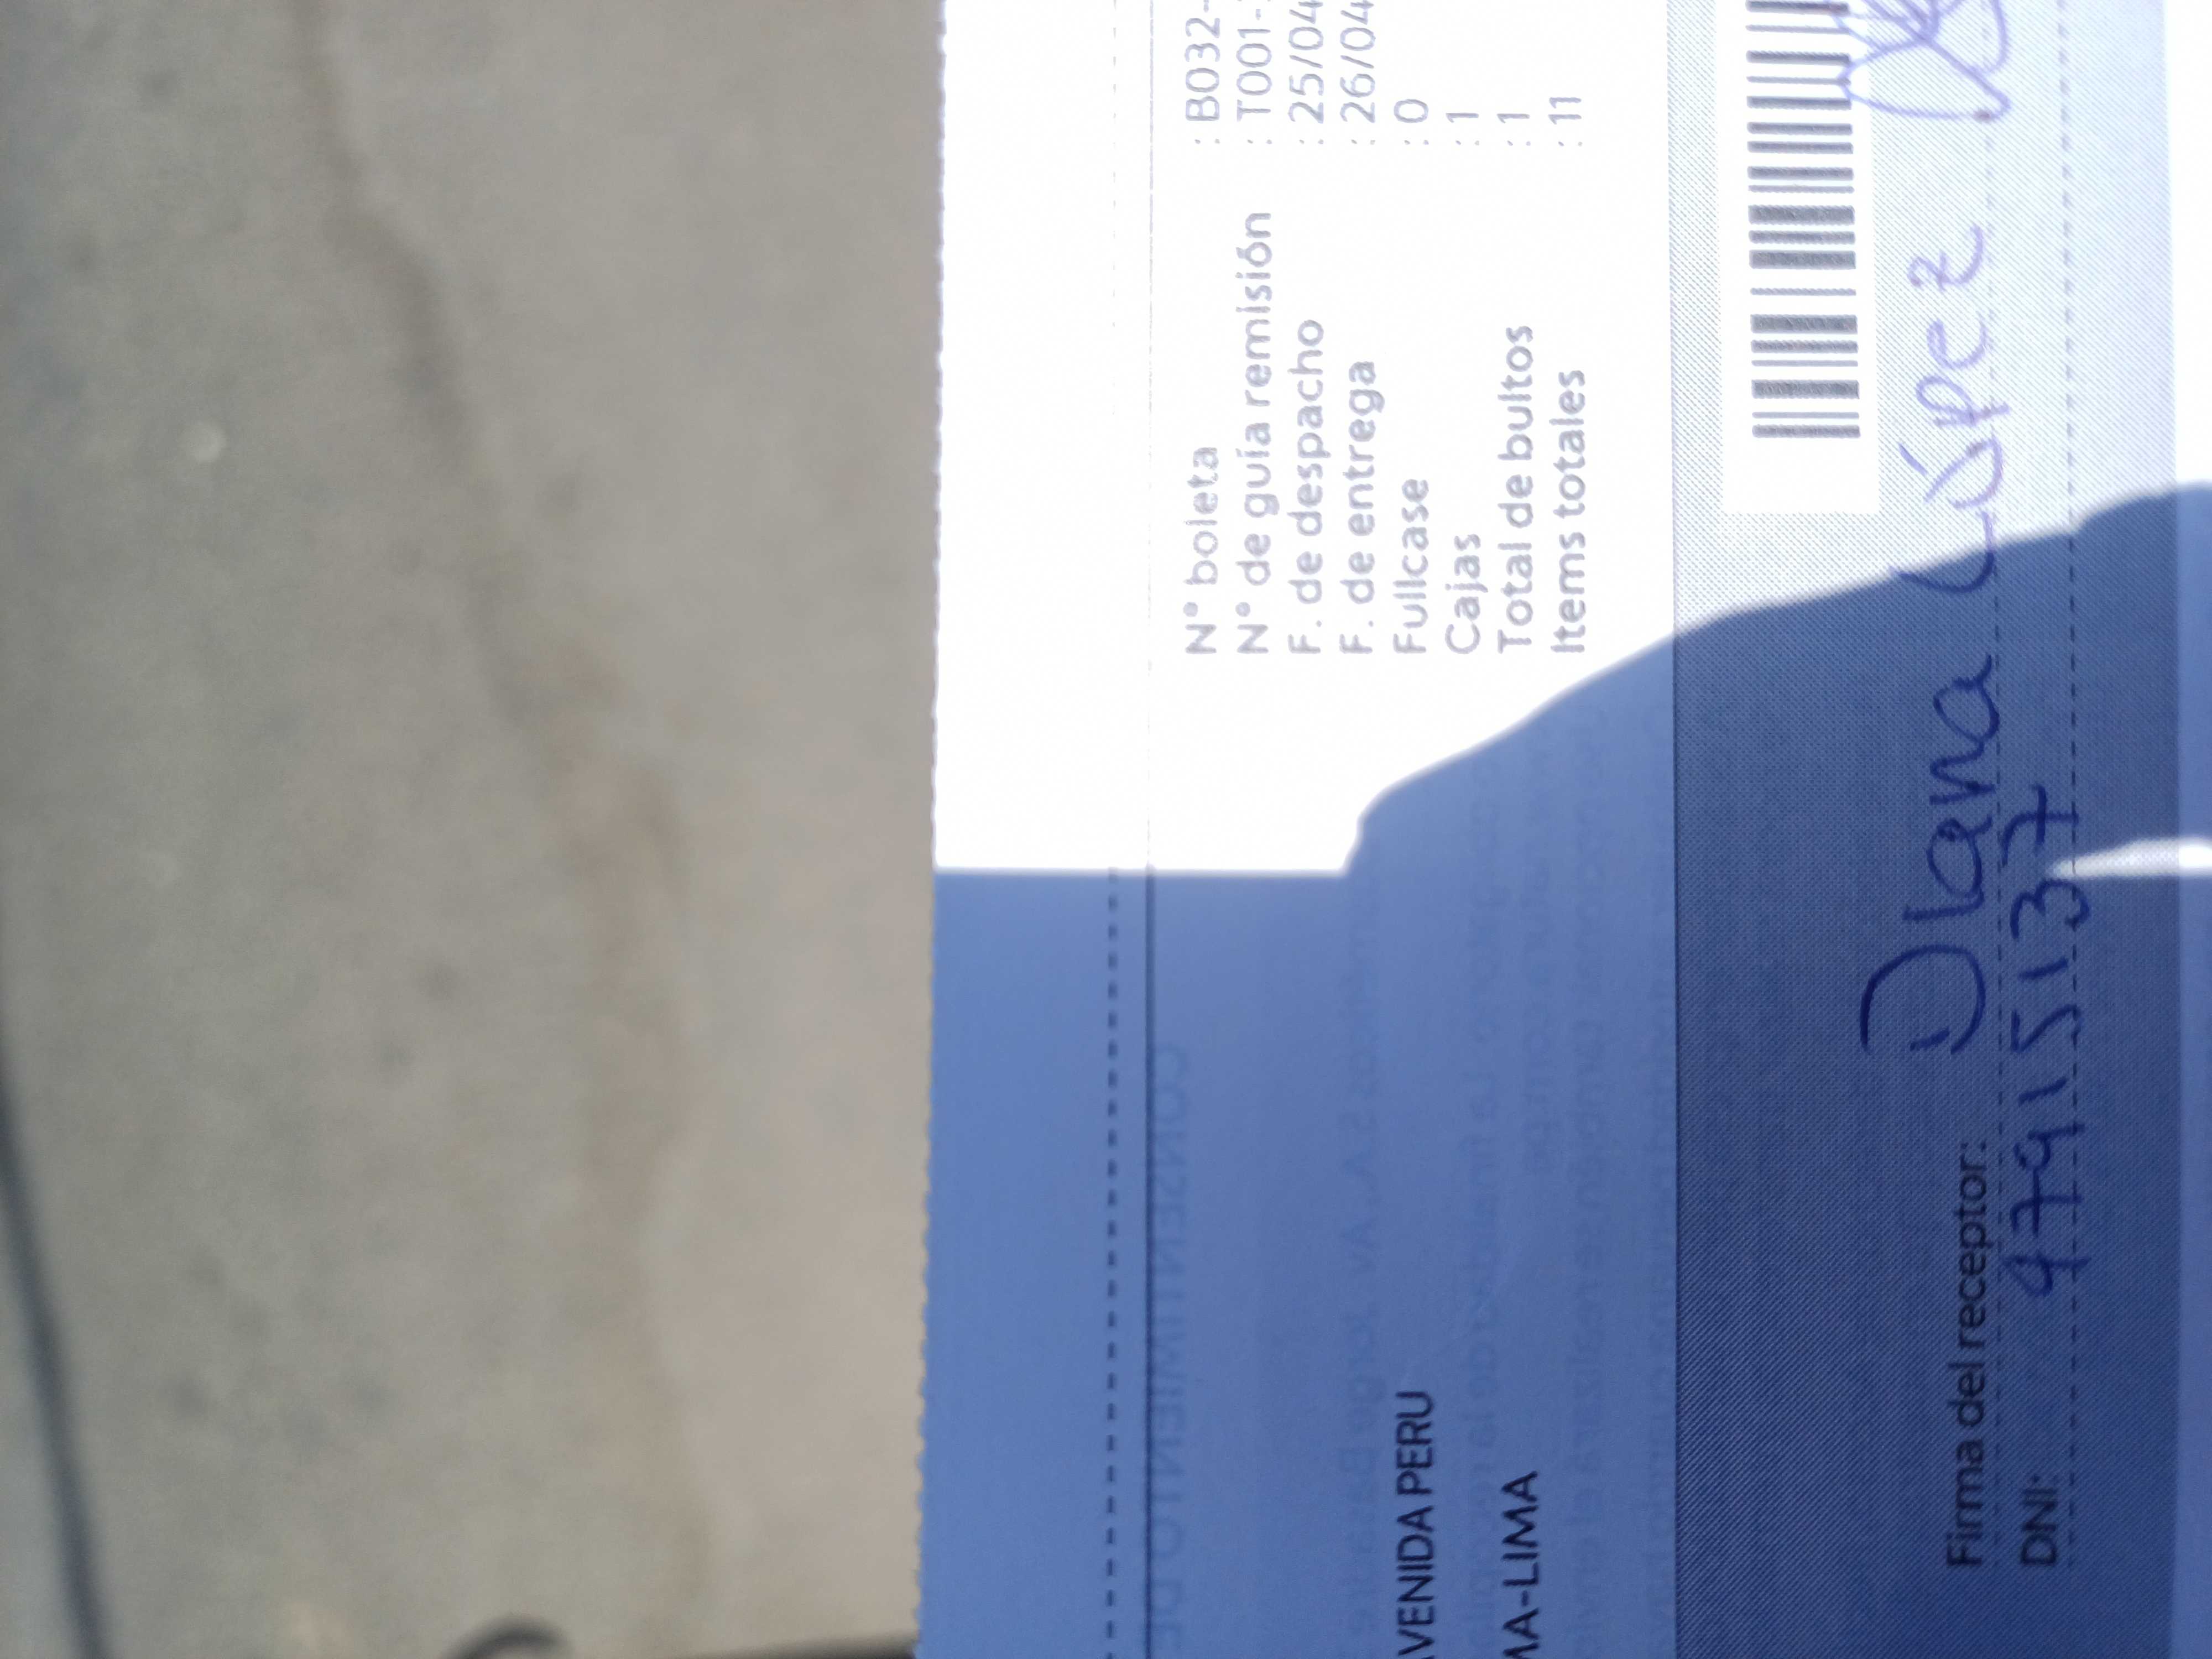 N° boleta : B032-
N° de guía remisión : T001-
F. de despacho : 25/04
F. de entrega : 26/04
Fullcase : 0
Cajas : 1
Total de bultos : 1
Items totales : 11
VENIDA PERU
MA-LIMA
Firma del receptor: Diana López
DNI: 47915137